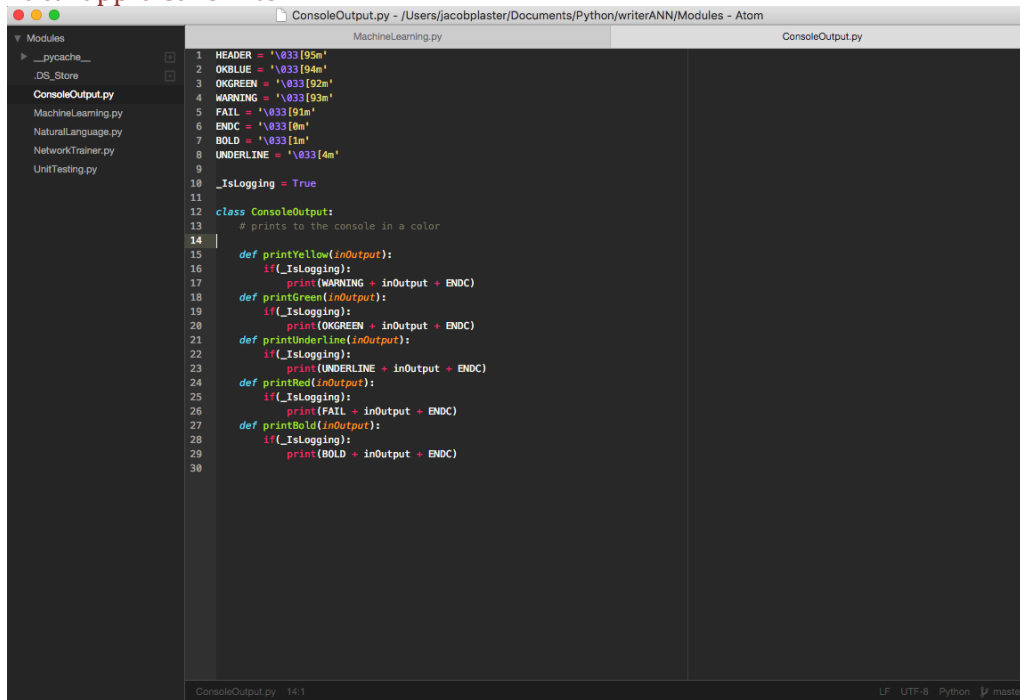 ConsoleOutput.py - /Users/jacobplaster/Documents/Python/writerANN/Modules - Atom
Modules
__pycache__
.DS_Store
ConsoleOutput.py
MachineLearning.py
NaturalLanguage.py
NetworkTrainer.py
UnitTesting.py
MachineLearning.py
ConsoleOutput.py
1 HEADER = '\033[95m'
2 OKBLUE = '\033[94m'
3 OKGREEN = '\033[92m'
4 WARNING = '\033[93m'
5 FAIL = '\033[91m'
6 ENDC = '\033[0m'
7 BOLD = '\033[1m'
8 UNDERLINE = '\033[4m'
9
10 _IsLogging = True
11
12 class ConsoleOutput:
13     # prints to the console in a color
14
15     def printYellow(inOutput):
16         if(_IsLogging):
17             print(WARNING + inOutput + ENDC)
18     def printGreen(inOutput):
19         if(_IsLogging):
20             print(OKGREEN + inOutput + ENDC)
21     def printUnderline(inOutput):
22         if(_IsLogging):
23             print(UNDERLINE + inOutput + ENDC)
24     def printRed(inOutput):
25         if(_IsLogging):
26             print(FAIL + inOutput + ENDC)
27     def printBold(inOutput):
28         if(_IsLogging):
29             print(BOLD + inOutput + ENDC)
30
ConsoleOutput.py 14:1
LF UTF-8 Python master